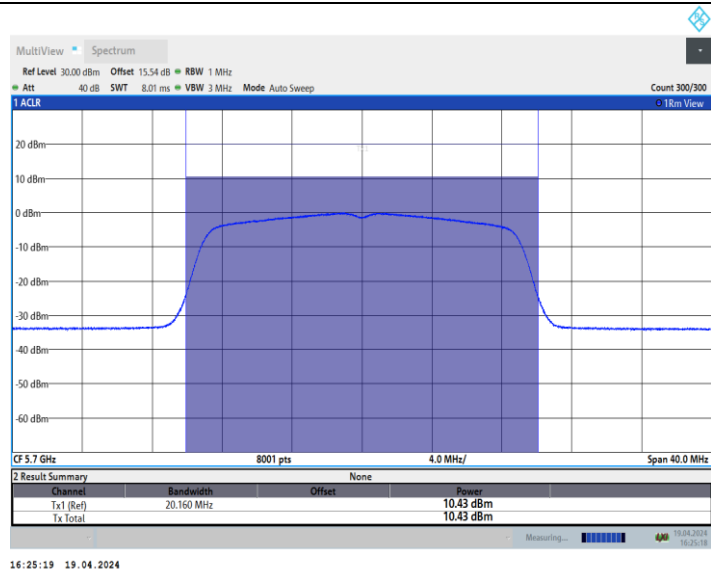 MultiView Spectrum
Ref Level 30.00 dBm Offset 15.54 dB RBW 1 MHz
Att 40 dB SWT 8.01 ms VBW 3 MHz Mode Auto Sweep Count 300/300
1 ACLR 1Rm View
20 dBm
10 dBm
0 dBm
-10 dBm
-20 dBm
-30 dBm
-40 dBm
-50 dBm
-60 dBm
CF 5.7 GHz 8001 pts 4.0 MHz/ Span 40.0 MHz
2 Result Summary None
Channel Bandwidth Offset Power
Tx1 (Ref) 20.160 MHz 10.43 dBm
Tx Total 10.43 dBm
Measuring... 19.04.2024
16:25:18
16:25:19 19.04.2024